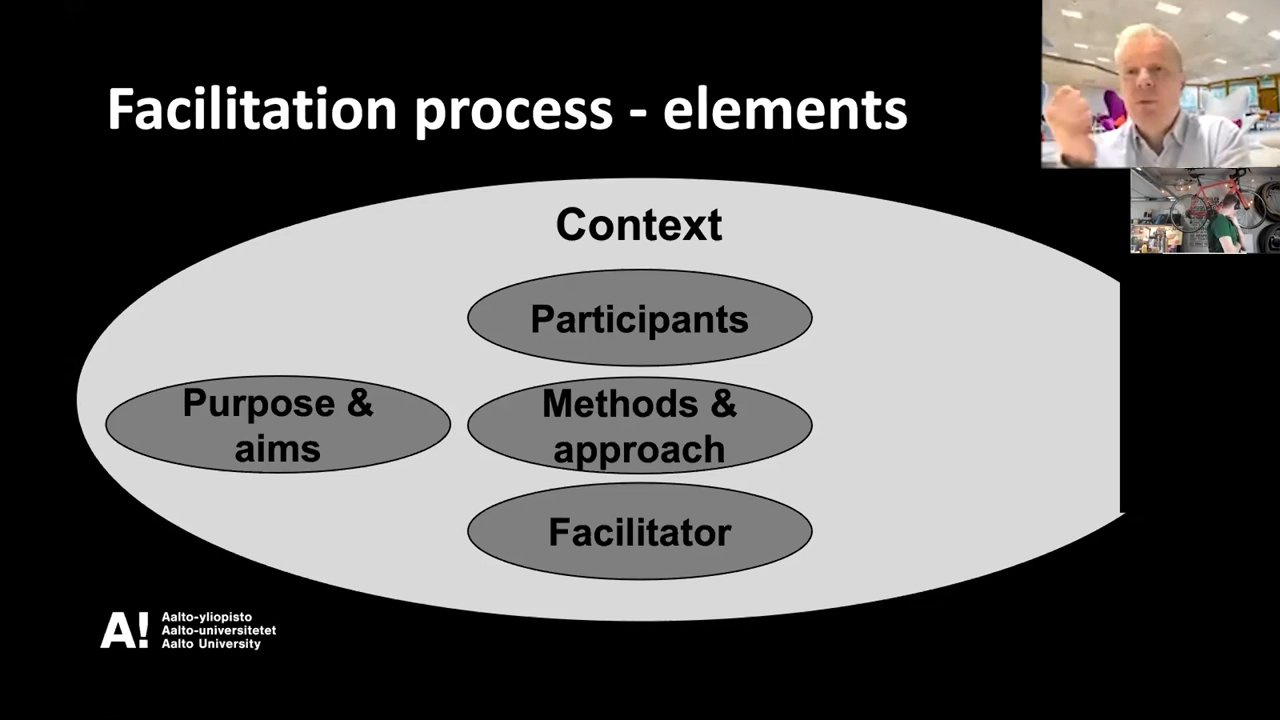 Facilitation process - elements
Context
Participants
Purpose &
aims
Methods &
approach
Facilitator
A!
Aalto-yliopisto
Aalto-universitetet
Aalto University